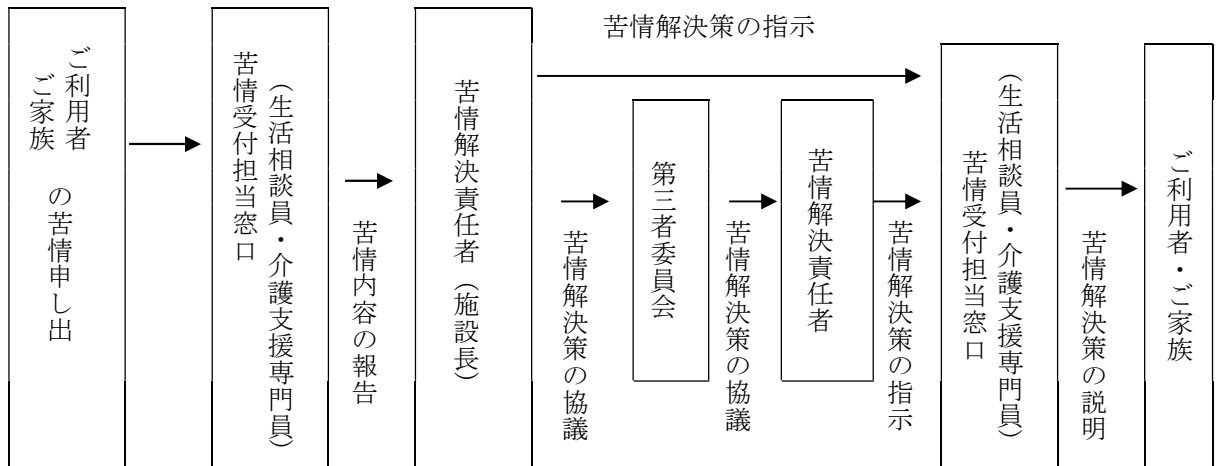 苦情解決策の指示
ご利用者
ご家族
の苦情申し出
苦情受付担当窓口
(生活相談員・介護支援専門員)
苦情内容の報告
苦情解決責任者(施設長)
苦情解決策の協議
第三者委員会
苦情解決策の協議
苦情解決責任者
苦情解決策の指示
苦情受付担当窓口
(生活相談員・介護支援専門員)
苦情解決策の説明
ご利用者・ご家族